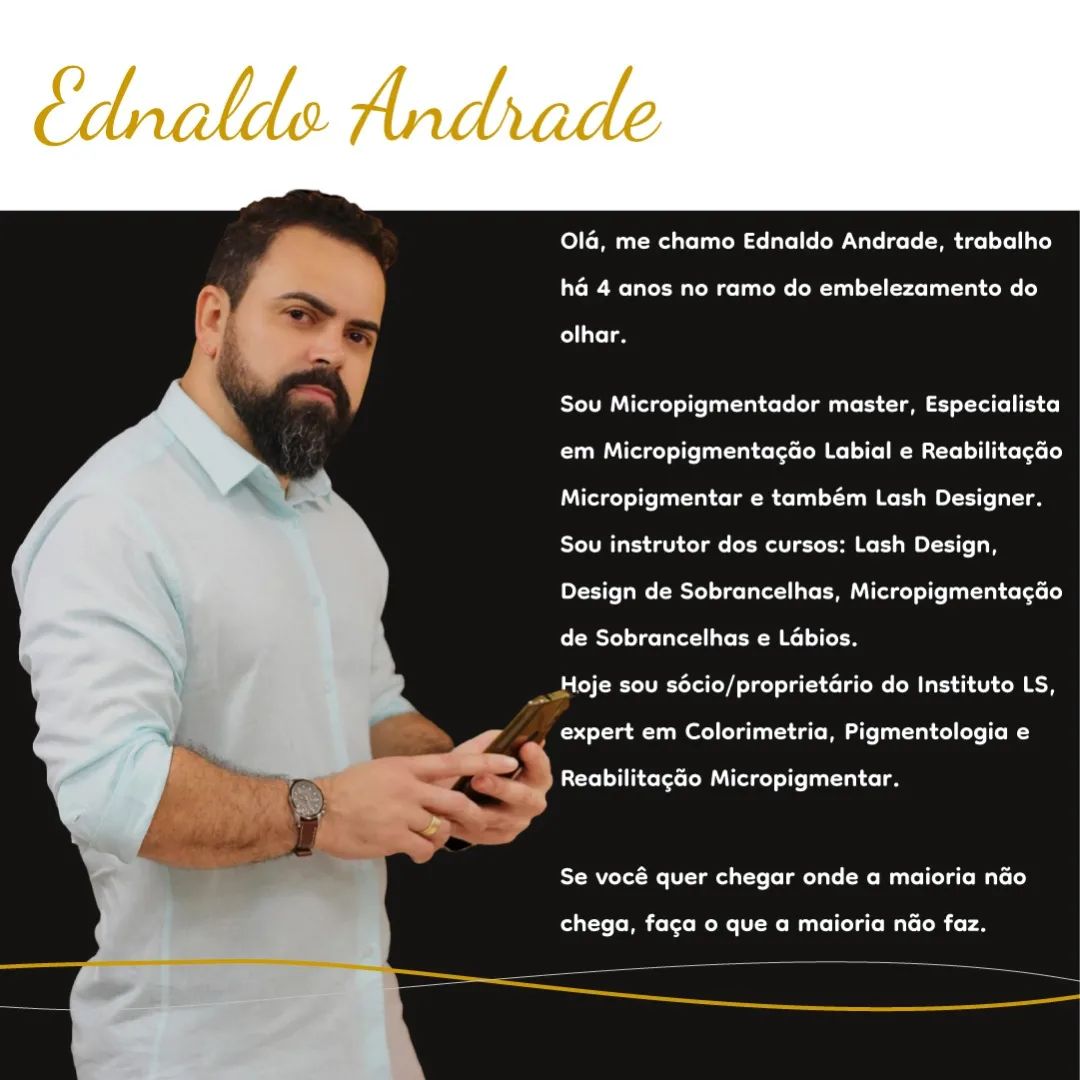 Ednaldo Andrade
Olá, me chamo Ednaldo Andrade, trabalho
há 4 anos no ramo do embelezamento do
olhar.
Sou Micropigmentador master, Especialista
em Micropigmentação Labial e Reabilitação
Micropigmentar e também Lash Designer.
Sou instrutor dos cursos: Lash Design,
Design de Sobrancelhas, Micropigmentação
de Sobrancelhas e Lábios.
Hoje sou sócio/proprietário do Instituto LS,
expert em Colorimetria, Pigmentologia e
Reabilitação Micropigmentar.
Se você quer chegar onde a maioria não
chega, faça o que a maioria não faz.